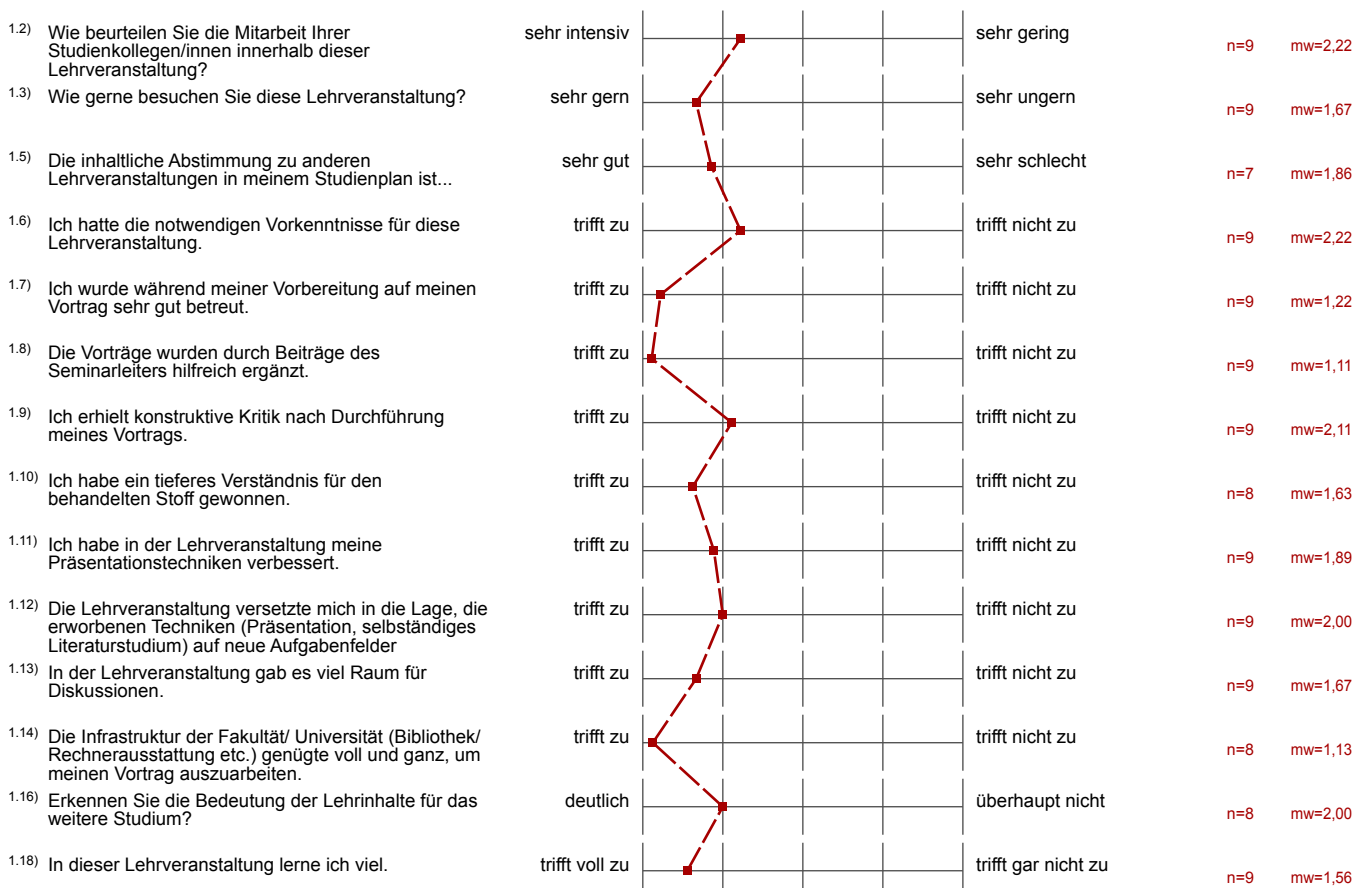 1.2) Wie beurteilen Sie die Mitarbeit Ihrer
Studienkollegen/innen innerhalb dieser
Lehrveranstaltung?
sehr intensiv sehr gering n=9 mw=2,22
1.3) Wie gerne besuchen Sie diese Lehrveranstaltung? sehr gern sehr ungern n=9 mw=1,67
1.5) Die inhaltliche Abstimmung zu anderen
Lehrveranstaltungen in meinem Studienplan ist...
sehr gut sehr schlecht n=7 mw=1,86
1.6) Ich hatte die notwendigen Vorkenntnisse für diese
Lehrveranstaltung.
trifft zu trifft nicht zu n=9 mw=2,22
1.7) Ich wurde während meiner Vorbereitung auf meinen
Vortrag sehr gut betreut.
trifft zu trifft nicht zu n=9 mw=1,22
1.8) Die Vorträge wurden durch Beiträge des
Seminarleiters hilfreich ergänzt.
trifft zu trifft nicht zu n=9 mw=1,11
1.9) Ich erhielt konstruktive Kritik nach Durchführung
meines Vortrags.
trifft zu trifft nicht zu n=9 mw=2,11
1.10) Ich habe ein tieferes Verständnis für den
behandelten Stoff gewonnen.
trifft zu trifft nicht zu n=8 mw=1,63
1.11) Ich habe in der Lehrveranstaltung meine
Präsentationstechniken verbessert.
trifft zu trifft nicht zu n=9 mw=1,89
1.12) Die Lehrveranstaltung versetzte mich in die Lage, die
erworbenen Techniken (Präsentation, selbständiges
Literaturstudium) auf neue Aufgabenfelder
trifft zu trifft nicht zu n=9 mw=2,00
1.13) In der Lehrveranstaltung gab es viel Raum für
Diskussionen.
trifft zu trifft nicht zu n=9 mw=1,67
1.14) Die Infrastruktur der Fakultät/ Universität (Bibliothek/
Rechnerausstattung etc.) genügte voll und ganz, um
meinen Vortrag auszuarbeiten.
trifft zu trifft nicht zu n=8 mw=1,13
1.16) Erkennen Sie die Bedeutung der Lehrinhalte für das
weitere Studium?
deutlich überhaupt nicht n=8 mw=2,00
1.18) In dieser Lehrveranstaltung lerne ich viel. trifft voll zu trifft gar nicht zu n=9 mw=1,56